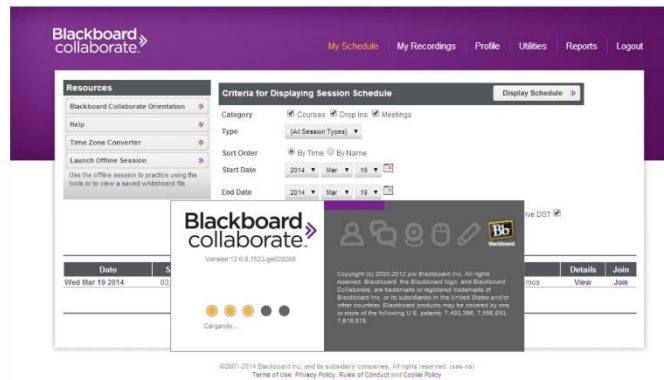 Blackboard
collaborate
My Schedule My Recordings Profile Utilities Reports Logout
Resources
Blackboard Collaborate Orientation
Help
Time Zone Converter
Launch Offline Session
Use the offline session to practice using the
tools or to view a saved whiteboard file.
Criteria for Displaying Session Schedule Display Schedule
Category Courses Drop Ins Meetings
Type (All Session Types)
Sort Order By Time By Name
Start Date 2014 Mar 19
End Date 2014 Mar 19
DST
Blackboard
collaborate
Version 12.6.8.7523-ge628268
Cargando...
Bb
Blackboard
Copyright (c) 2000-2012 por Blackboard Inc. All rights
reserved. Blackboard, the Blackboard logo, and Blackboard
Collaborate, are trademarks or registered trademarks of
Blackboard Inc. or its subsidiaries in the United States and/or
other countries. Blackboard products may be covered by one
or more of the following U.S. patents: 7,493,396, 7,558,853,
7,816,878.
Date Details Join
Wed Mar 19 2014 03: View Join
©2001-2014 Blackboard Inc. and its subsidiary companies. All rights reserved. (sas-ca)
Terms of Use, Privacy Policy, Rules of Conduct and Cookie Policy